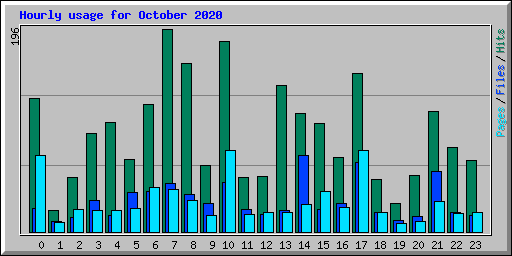 Hourly usage for October 2020
196
Pages / Files / Hits
0 1 2 3 4 5 6 7 8 9 10 11 12 13 14 15 16 17 18 19 20 21 22 23